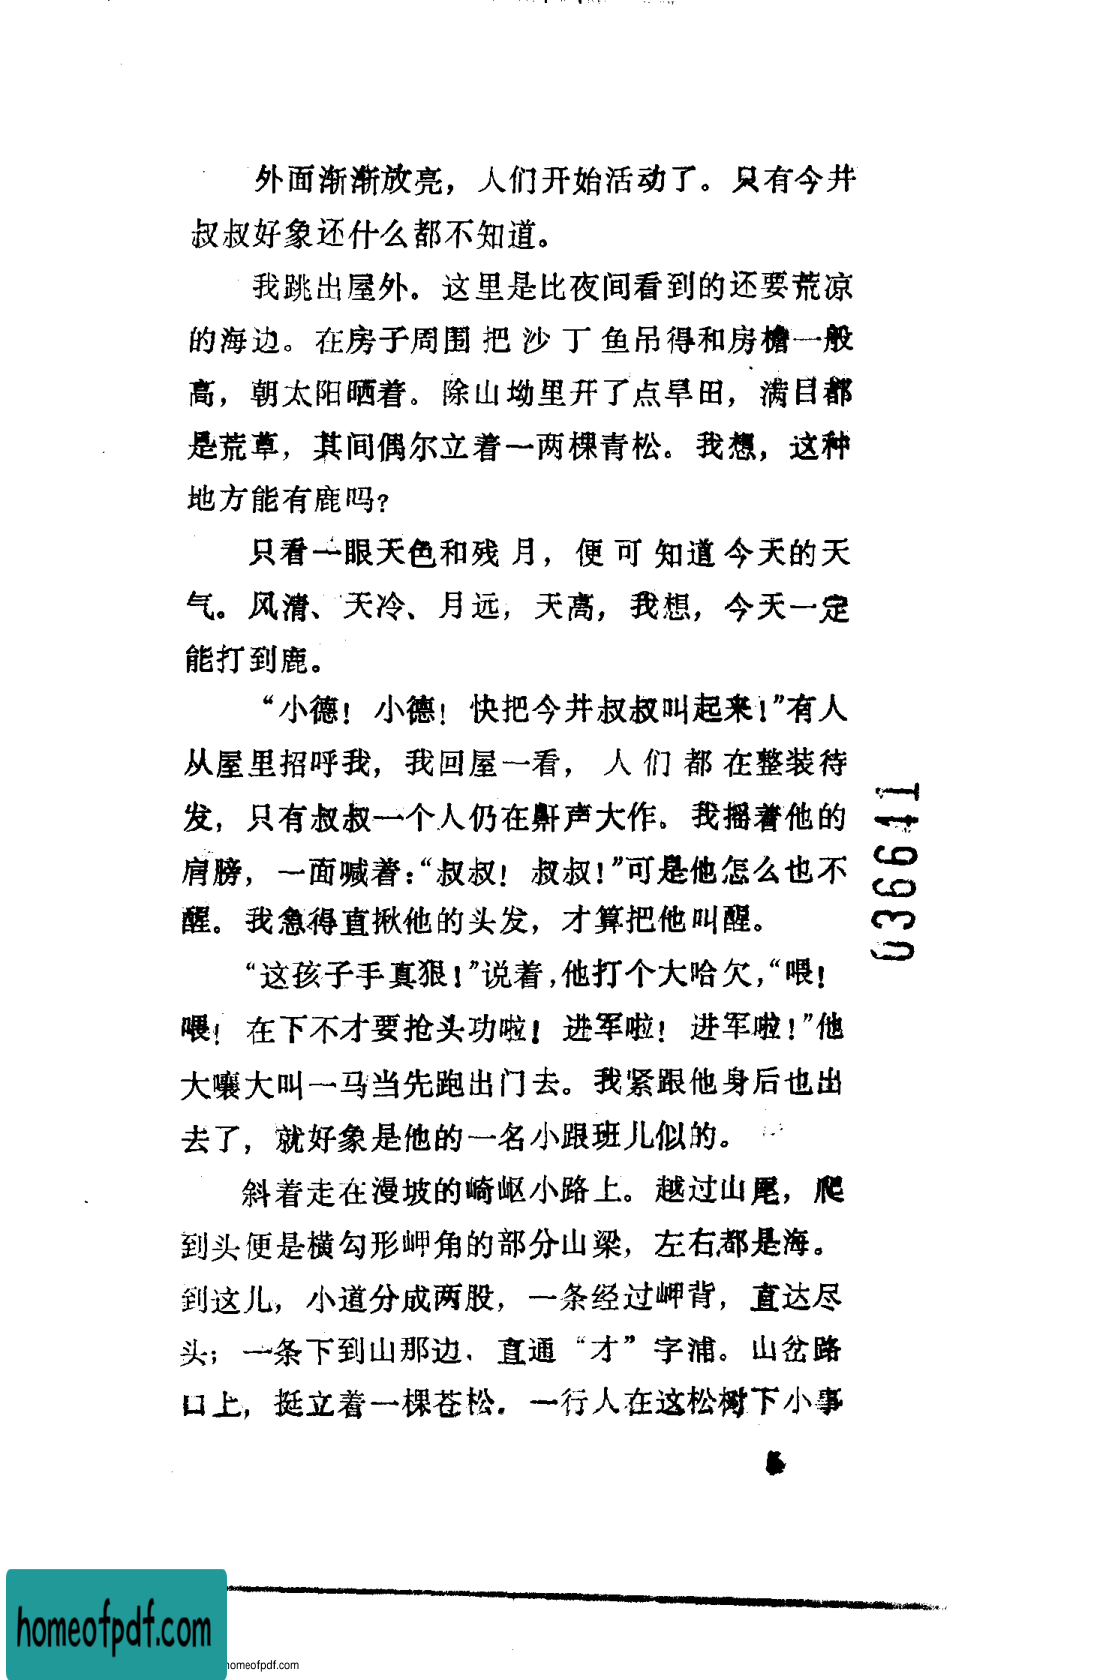 外面渐渐放亮，人们开始活动了。只有今井
叔叔好象还什么都不知道。
我跳出屋外。这里是比夜间看到的还要荒凉
的海边。在房子周围把沙丁鱼吊得和房檐一般
高，朝太阳晒着。除山坳里开了点旱田，满目都
是荒草，其间偶尔立着一两棵青松。我想，这种
地方能有鹿吗？
只看一眼天色和残月，便可知道今天的天
气。风清、天冷、月远，天高，我想，今天一定
能打到鹿。
“小德！小德！快把今井叔叔叫起来！”有人
从屋里招呼我，我回屋一看，人们都在整装待
发，只有叔叔一个人仍在鼾声大作。我摇着他的
肩膀，一面喊着：“叔叔！叔叔！”可是他怎么也不
醒。我急得直揪他的头发，才算把他叫醒。
“这孩子手真狠！”说着，他打个大哈欠，“喂！
喂！在下不才要抢头功啦！进军啦！进军啦！”他
大嚷大叫一马当先跑出门去。我紧跟他身后也出
去了，就好象是他的一名小跟班儿似的。
斜着走在漫坡的崎岖小路上。越过山尾，爬
到头便是横勾形岬角的部分山梁，左右都是海。
到这儿，小道分成两股，一条经过岬背，直达尽
头；一条下到山那边，直通“才”字浦。山岔路
口上，挺立着一棵苍松。一行人在这松树下小事
036641
5
homeofpdf.com
homeofpdf.com